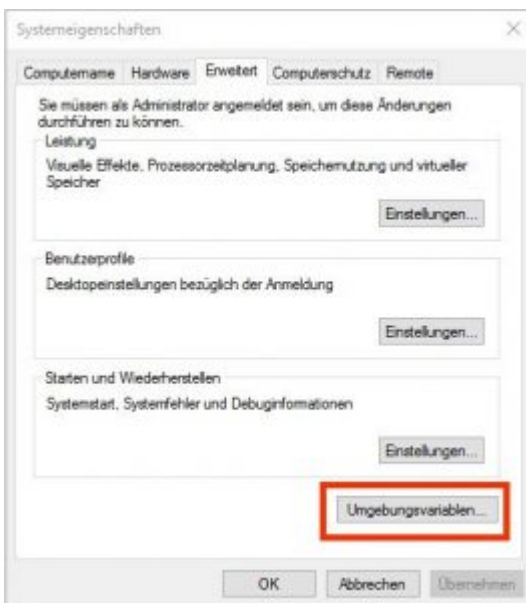 Systemeigenschaften
Computername Hardware Erweitert Computerschutz Remote
Sie müssen als Administrator angemeldet sein, um diese Änderungen
durchführen zu können.
Leistung
Visuelle Effekte, Prozessorzeitplanung, Speichernutzung und virtueller
Speicher
Einstellungen...
Benutzerprofile
Desktopeinstellungen bezüglich der Anmeldung
Einstellungen...
Starten und Wiederherstellen
Systemstart, Systemfehler und Debuginformationen
Einstellungen...
Umgebungsvariablen...
OK Abbrechen Übernehmen